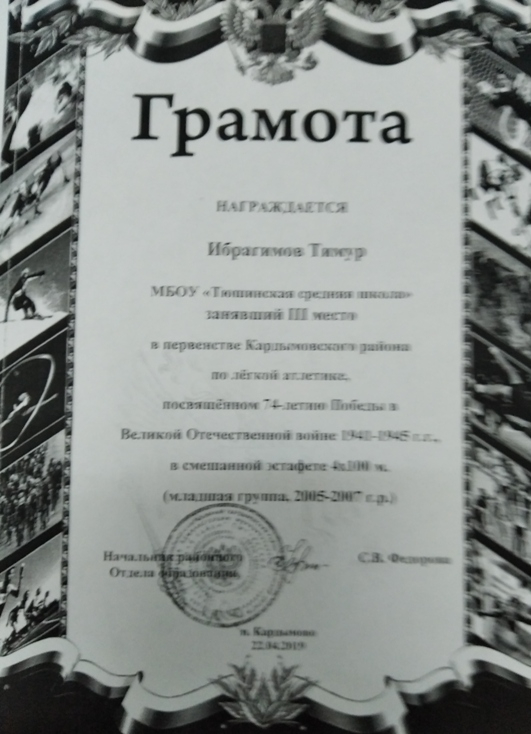 Грамота
НАГРАЖДАЕТСЯ
Ибрагимов Тимур
МБОУ «Тюшинская средняя школа»
занявший III место
в первенстве Кардымовского района
по лёгкой атлетике,
посвящённом 74-летию Победы в
Великой Отечественной войне 1941-1945 г.г.,
в смешанной эстафете 4х100 м.
(младшая группа, 2005-2007 г.р.)
Начальник районного
Отдела образования
С.В. Федорова
п. Кардымово
22.04.2019